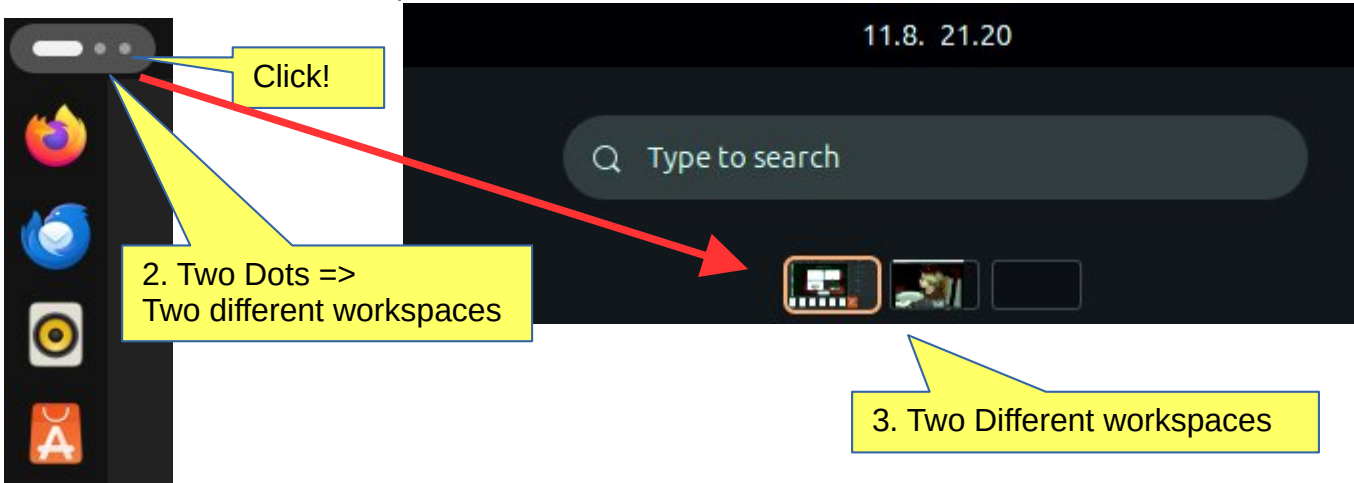 11.8. 21.20
Click!
Type to search
2. Two Dots =>
Two different workspaces
3. Two Different workspaces